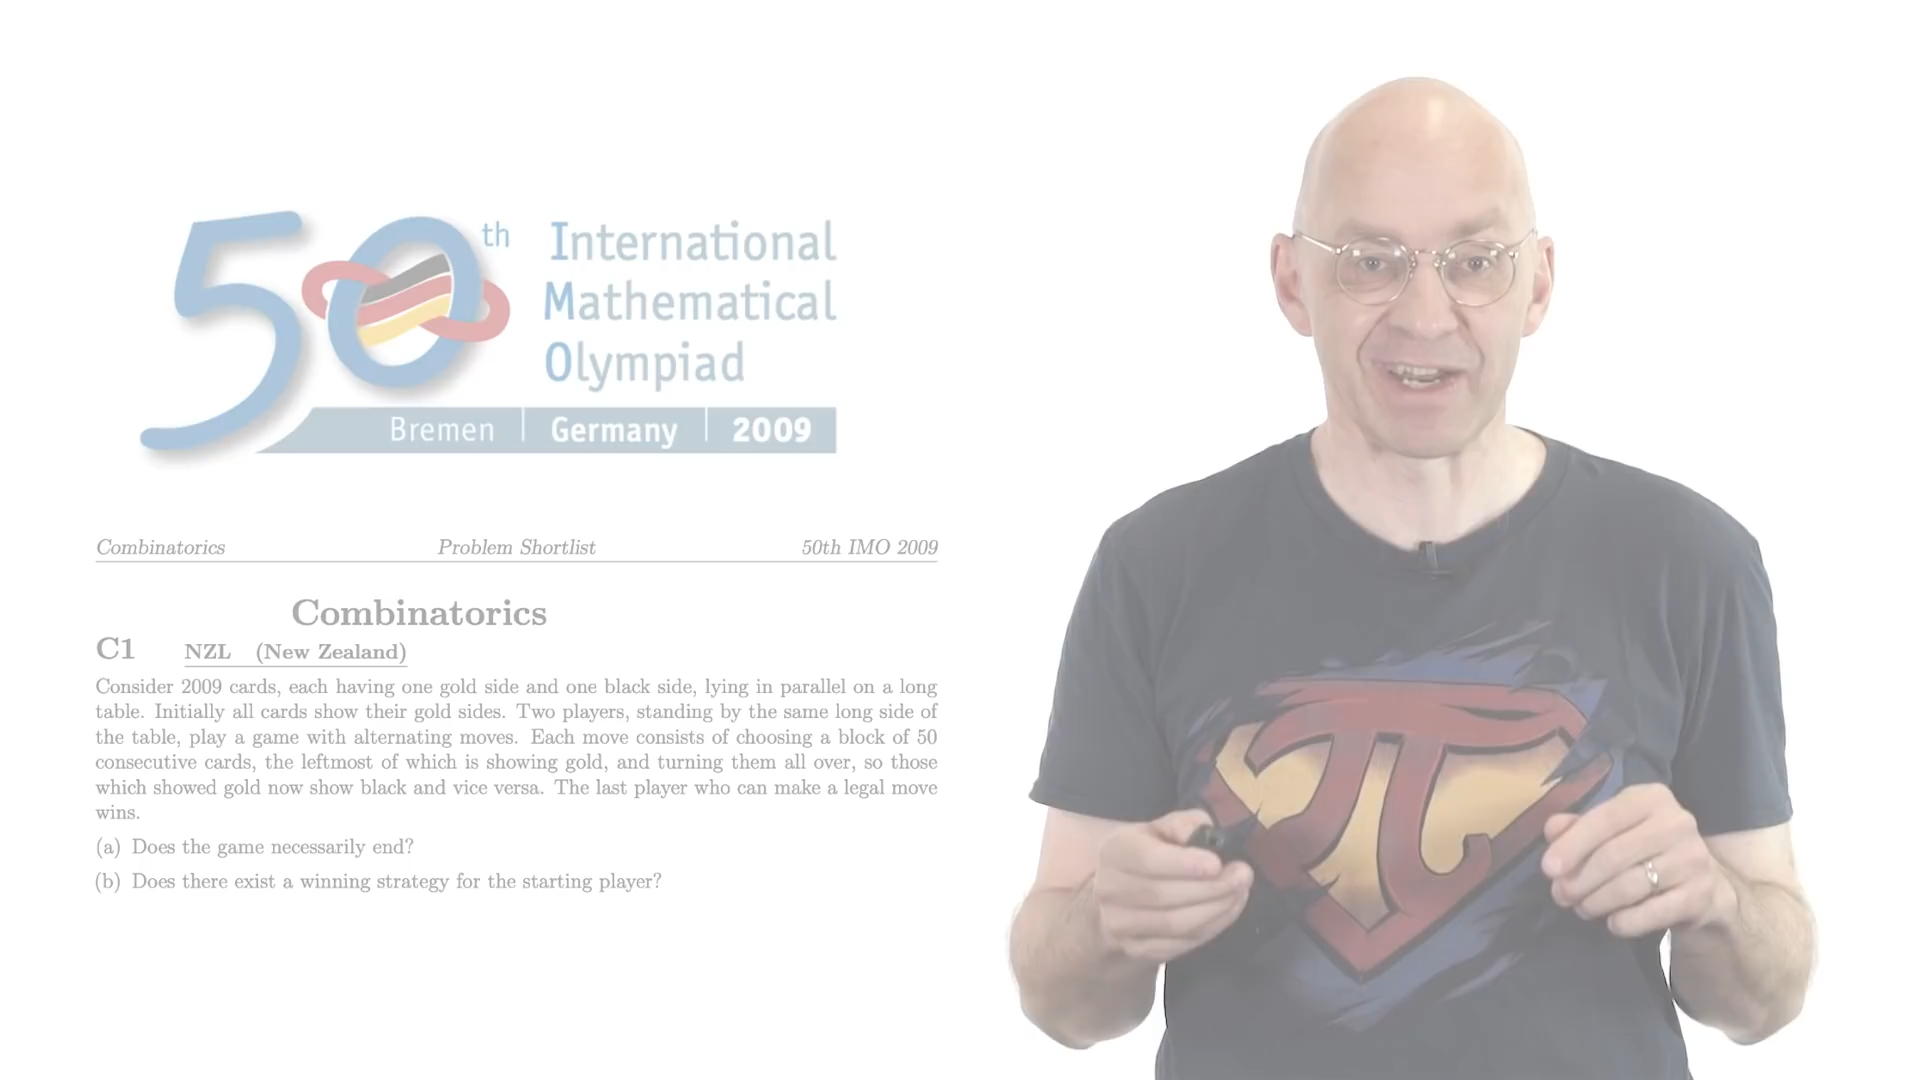 50th International
Mathematical
Olympiad
Bremen Germany 2009
Combinatorics Problem Shortlist 50th IMO 2009
Combinatorics
C1 NZL (New Zealand)
Consider 2009 cards, each having one gold side and one black side, lying in parallel on a long
table. Initially all cards show their gold sides. Two players, standing by the same long side of
the table, play a game with alternating moves. Each move consists of choosing a block of 50
consecutive cards, the leftmost of which is showing gold, and turning them all over, so those
which showed gold now show black and vice versa. The last player who can make a legal move
wins.
(a) Does the game necessarily end?
(b) Does there exist a winning strategy for the starting player?
π